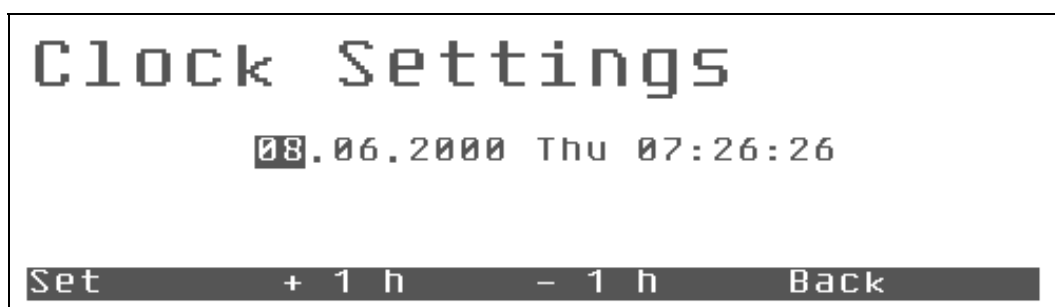 Clock Settings
08.06.2000 Thu 07:26:26
Set + 1 h - 1 h Back